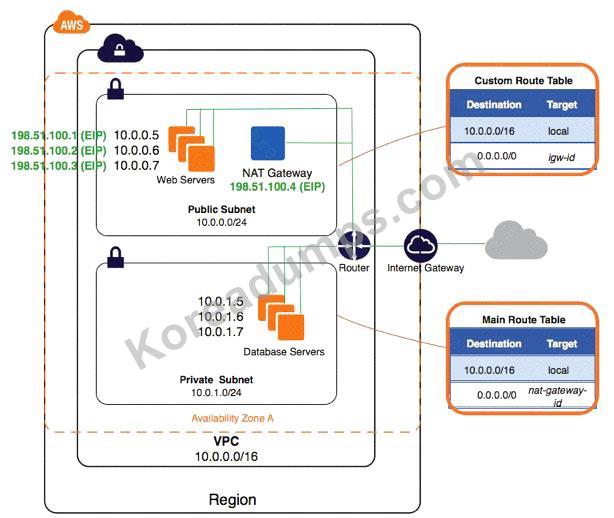 AWS
198.51.100.1 (EIP) 10.0.0.5
198.51.100.2 (EIP) 10.0.0.6
198.51.100.3 (EIP) 10.0.0.7
Web Servers
NAT Gateway
198.51.100.4 (EIP)
Public Subnet
10.0.0.0/24
Custom Route Table
Destination Target
10.0.0.0/16 local
0.0.0.0/0 igw-id
Router
Internet Gateway
10.0.1.5
10.0.1.6
10.0.1.7
Database Servers
Private Subnet
10.0.1.0/24
Main Route Table
Destination Target
10.0.0.0/16 local
0.0.0.0/0 nat-gateway-
id
Availability Zone A
VPC
10.0.0.0/16
Region
Koreadumps.com